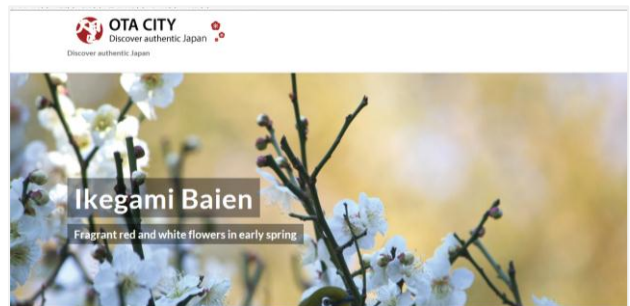 OTA CITY
Discover authentic Japan
Discover authentic Japan
Ikegami Baien
Fragrant red and white flowers in early spring